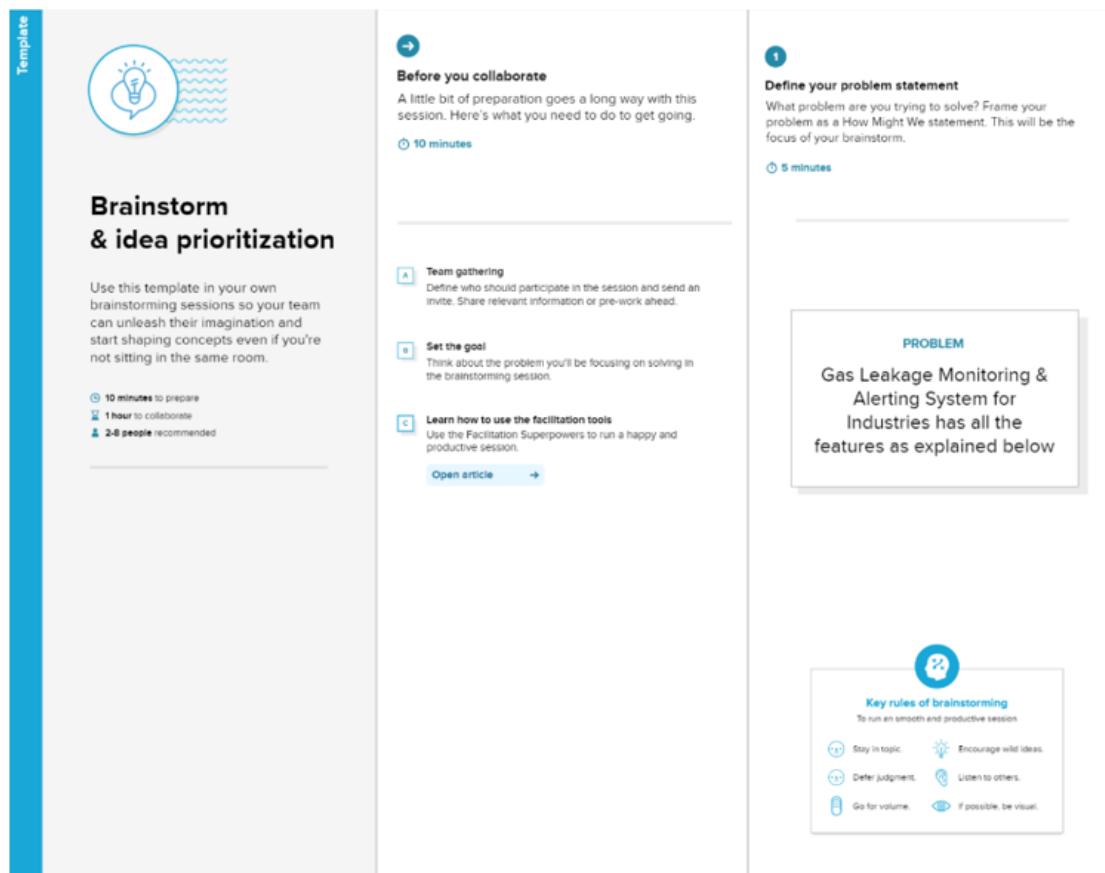 Template
Brainstorm
& idea prioritization
Use this template in your own
brainstorming sessions so your team
can unleash their imagination and
start shaping concepts even if you're
not sitting in the same room.
10 minutes to prepare
1 hour to collaborate
2-8 people recommended
Before you collaborate
A little bit of preparation goes a long way with this
session. Here's what you need to do to get going.
10 minutes
A
Team gathering
Define who should participate in the session and send an
invite. Share relevant information or pre-work ahead.
B
Set the goal
Think about the problem you'll be focusing on solving in
the brainstorming session.
C
Learn how to use the facilitation tools
Use the Facilitation Superpowers to run a happy and
productive session.
Open article
1
Define your problem statement
What problem are you trying to solve? Frame your
problem as a How Might We statement. This will be the
focus of your brainstorm.
5 minutes
PROBLEM
Gas Leakage Monitoring &
Alerting System for
Industries has all the
features as explained below
Key rules of brainstorming
To run an smooth and productive session
Stay in topic.
Encourage wild ideas.
Defer judgment.
Listen to others.
Go for volume.
If possible, be visual.